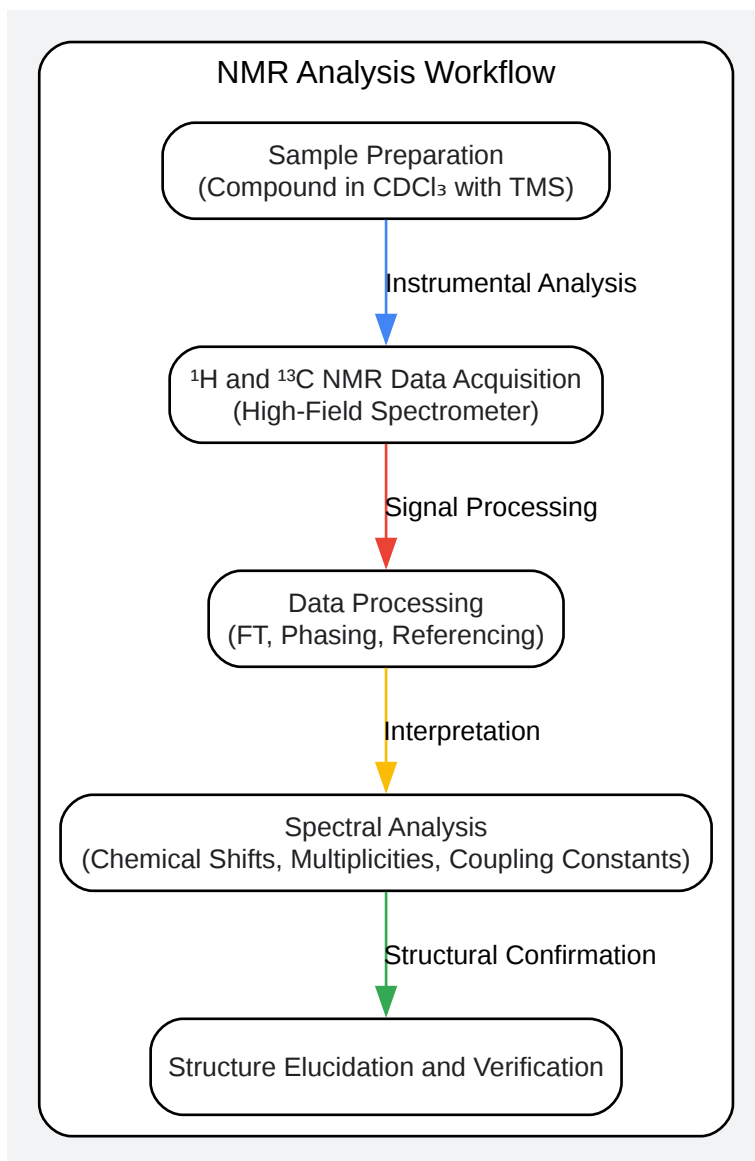 NMR Analysis Workflow
Sample Preparation
(Compound in CDCl₃ with TMS)
Instrumental Analysis
¹H and ¹³C NMR Data Acquisition
(High-Field Spectrometer)
Signal Processing
Data Processing
(FT, Phasing, Referencing)
Interpretation
Spectral Analysis
(Chemical Shifts, Multiplicities, Coupling Constants)
Structural Confirmation
Structure Elucidation and Verification